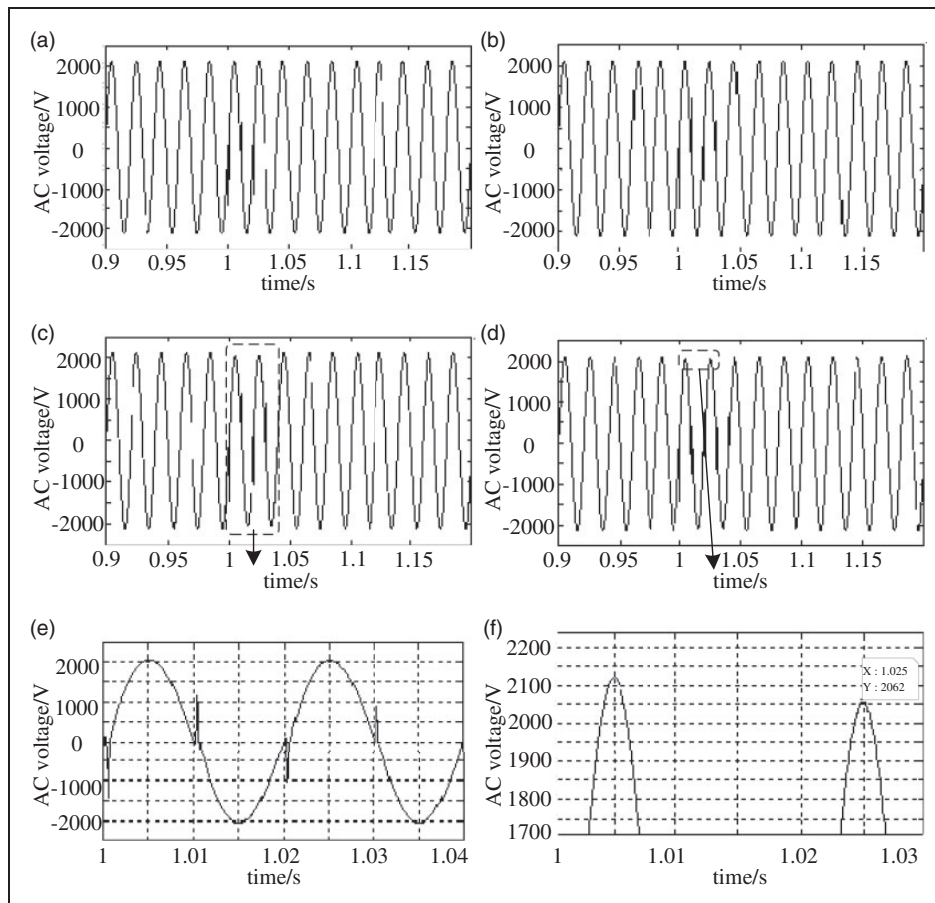 (a)
AC voltage/V
2000
1000
0
-1000
-2000
0.9 0.95 1 1.05 1.1 1.15
time/s
(b)
AC voltage/V
2000
1000
0
-1000
-2000
0.9 0.95 1 1.05 1.1 1.15
time/s
(c)
AC voltage/V
2000
1000
0
-1000
-2000
0.9 0.95 1 1.05 1.1 1.15
time/s
(d)
AC voltage/V
2000
1000
0
-1000
-2000
0.9 0.95 1 1.05 1.1 1.15
time/s
(e)
AC voltage/V
2000
1000
0
-1000
-2000
1 1.01 1.02 1.03 1.04
time/s
(f)
AC voltage/V
2200
2100
2000
1900
1800
1700
X : 1.025
Y : 2062
1 1.01 1.02 1.03
time/s